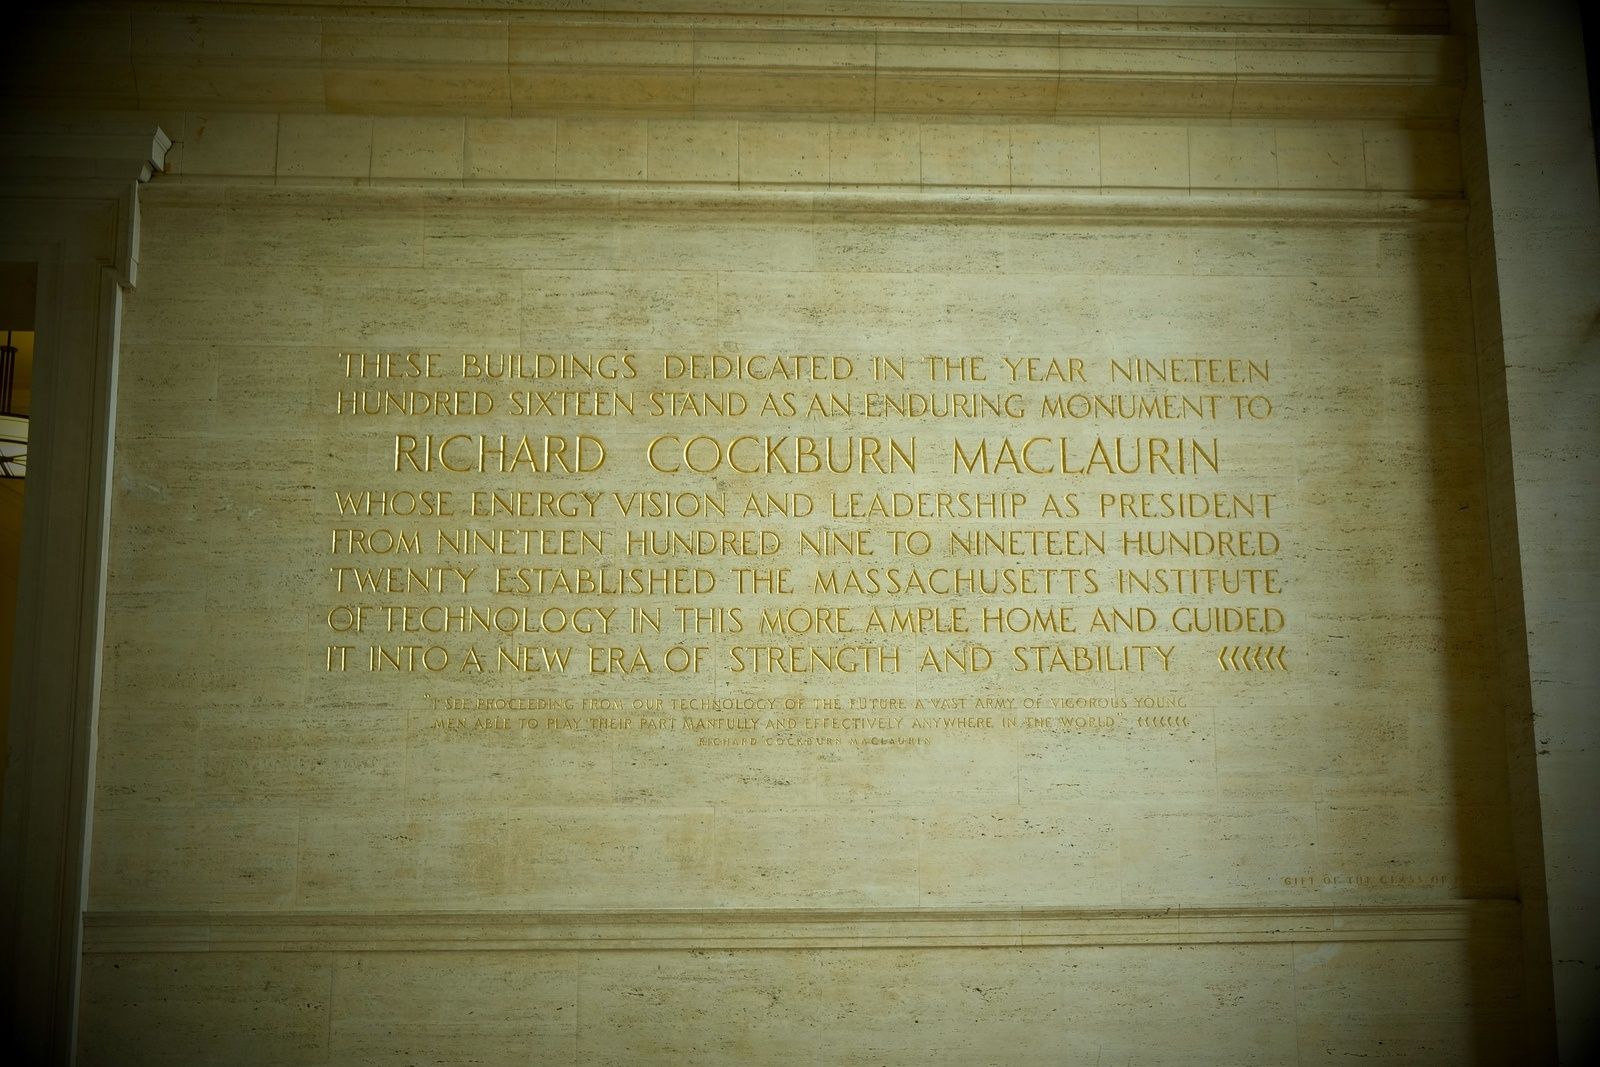 THESE BUILDINGS DEDICATED IN THE YEAR NINETEEN
HUNDRED SIXTEEN STAND AS AN ENDURING MONUMENT TO
RICHARD COCKBURN MACLAURIN
WHOSE ENERGY VISION AND LEADERSHIP AS PRESIDENT
FROM NINETEEN HUNDRED NINE TO NINETEEN HUNDRED
TWENTY ESTABLISHED THE MASSACHUSETTS INSTITUTE
OF TECHNOLOGY IN THIS MORE AMPLE HOME AND GUIDED
IT INTO A NEW ERA OF STRENGTH AND STABILITY
"I SEE PROCEEDING FROM OUR TECHNOLOGY OF THE FUTURE A VAST ARMY OF VIGOROUS YOUNG
MEN ABLE TO PLAY THEIR PART MANFULLY AND EFFECTIVELY ANYWHERE IN THE WORLD"
RICHARD COCKBURN MACLAURIN
GIFT OF THE CLASS OF